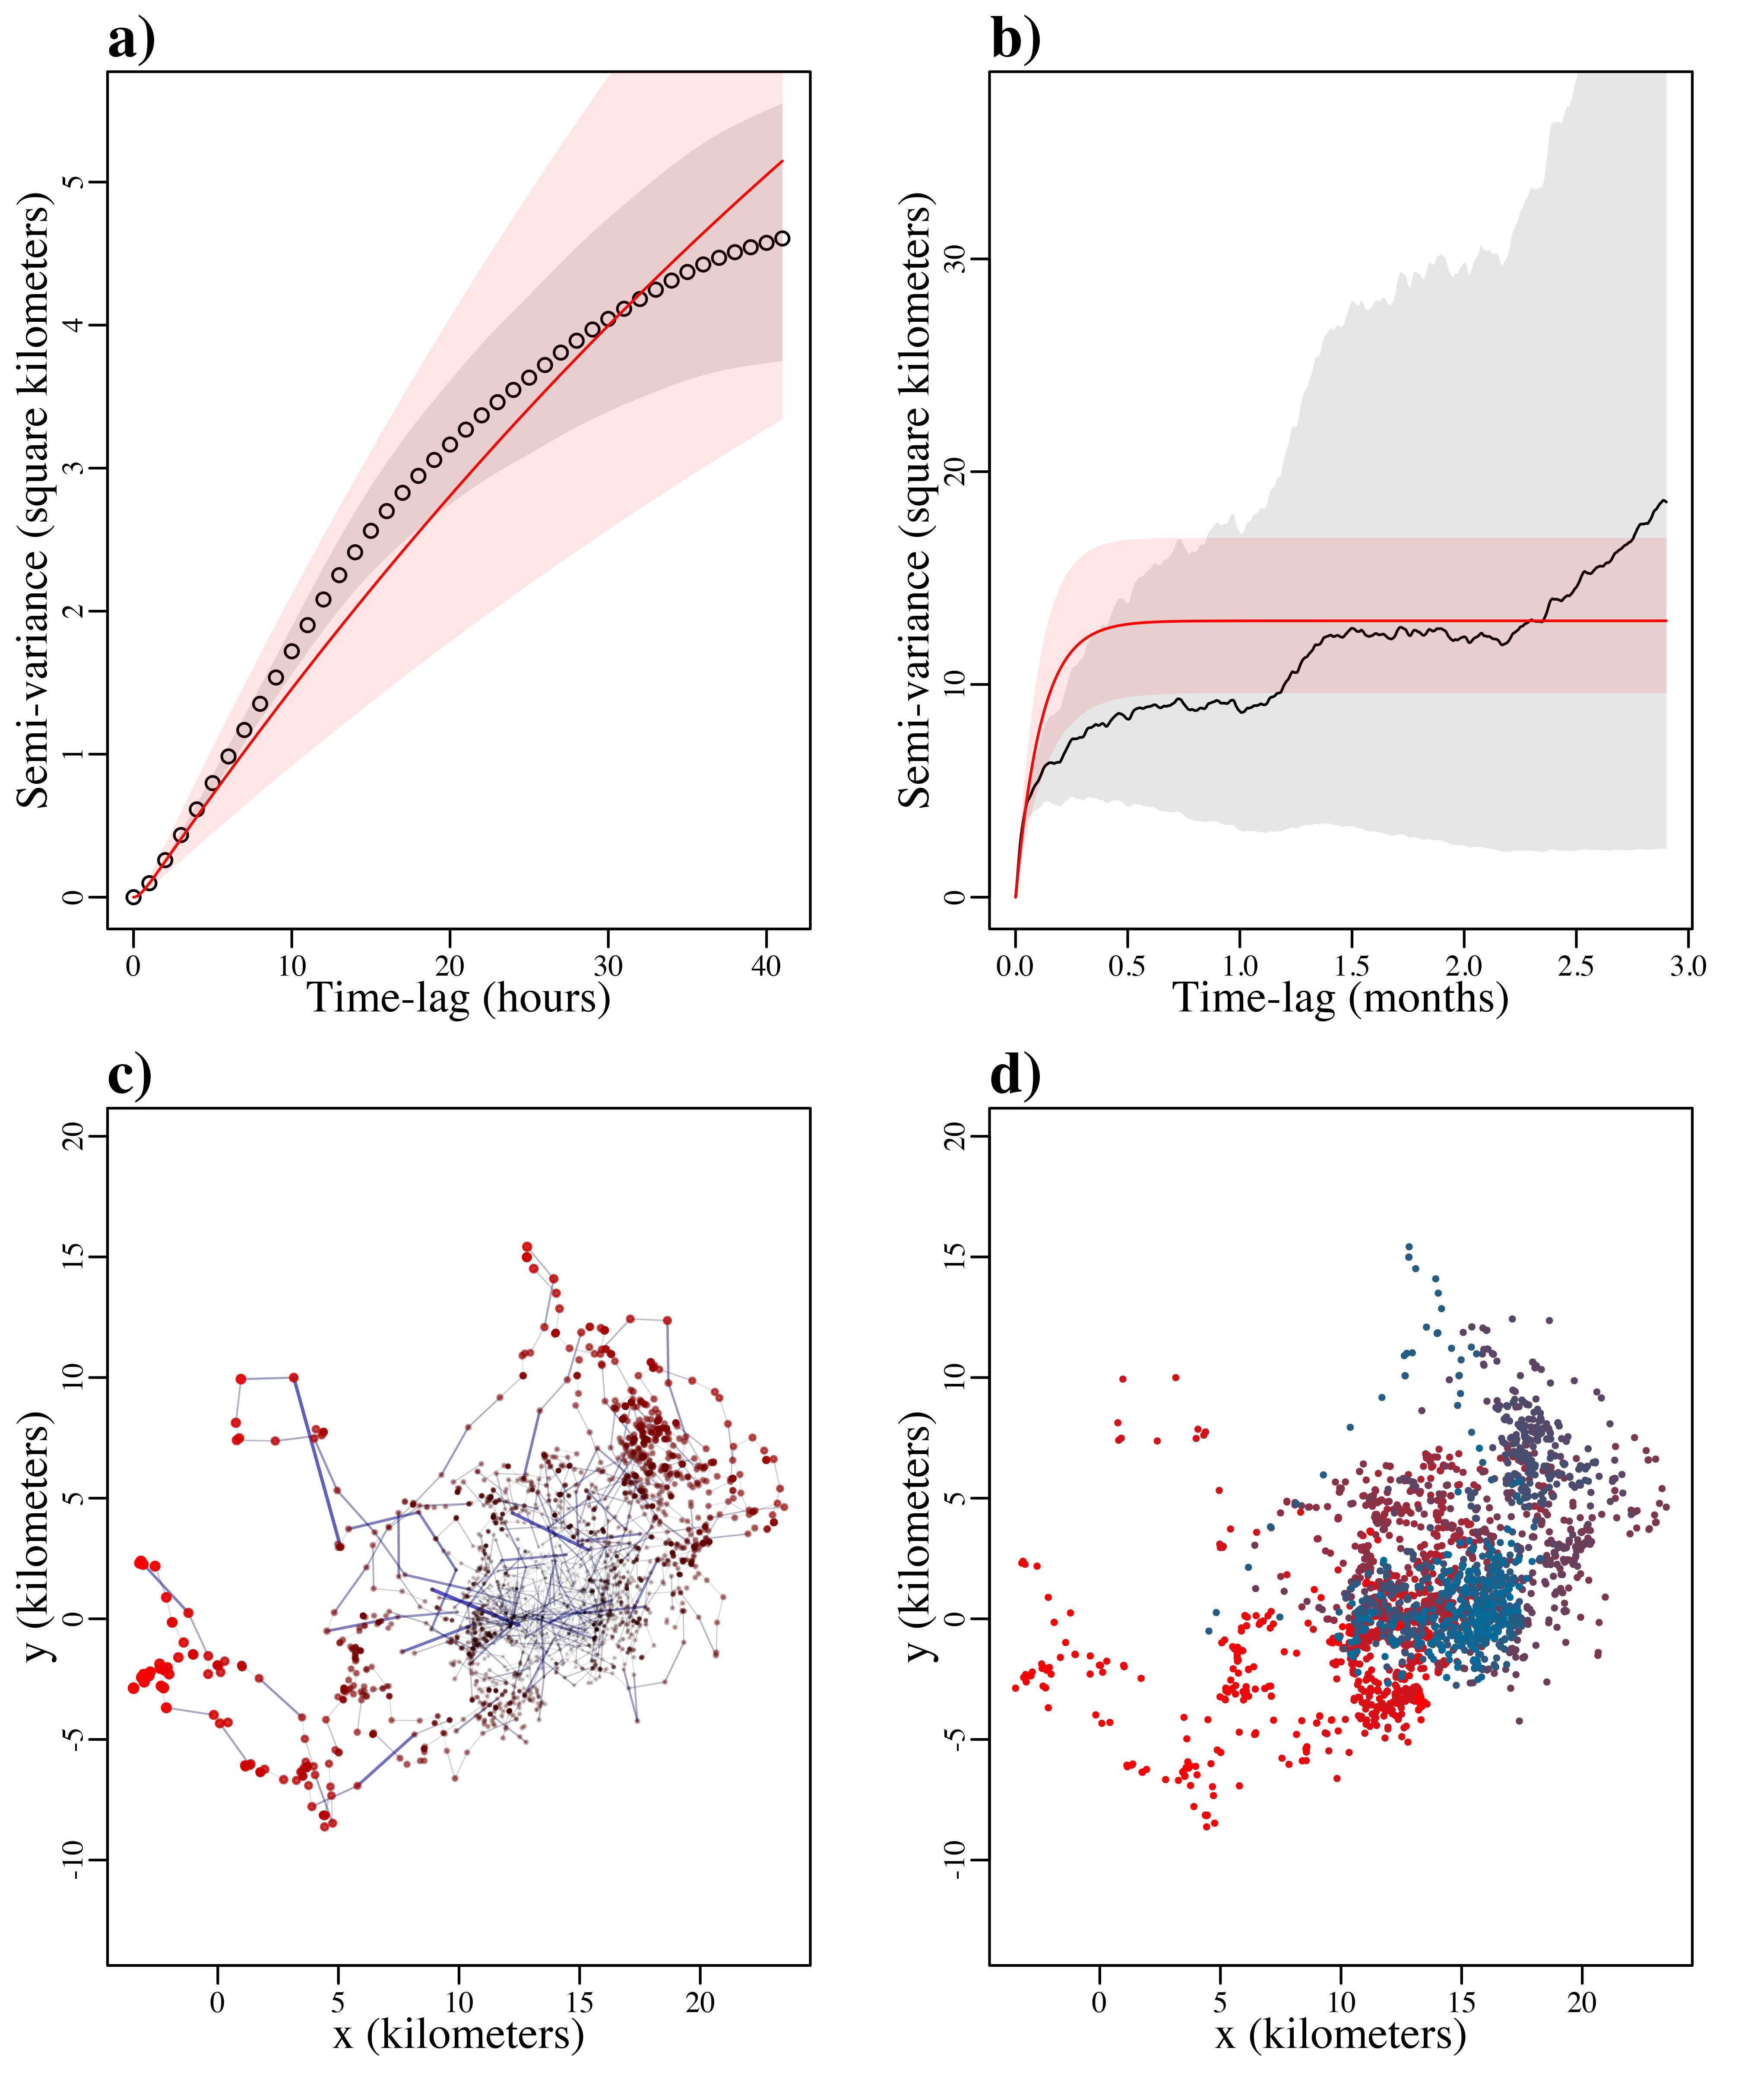 a)
Semi-variance (square kilometers)
0 1 2 3 4 5
0 10 20 30 40
Time-lag (hours)
b)
Semi-variance (square kilometers)
0 10 20 30
0.0 0.5 1.0 1.5 2.0 2.5 3.0
Time-lag (months)
c)
y (kilometers)
-10 -5 0 5 10 15 20
0 5 10 15 20
x (kilometers)
d)
y (kilometers)
-10 -5 0 5 10 15 20
0 5 10 15 20
x (kilometers)